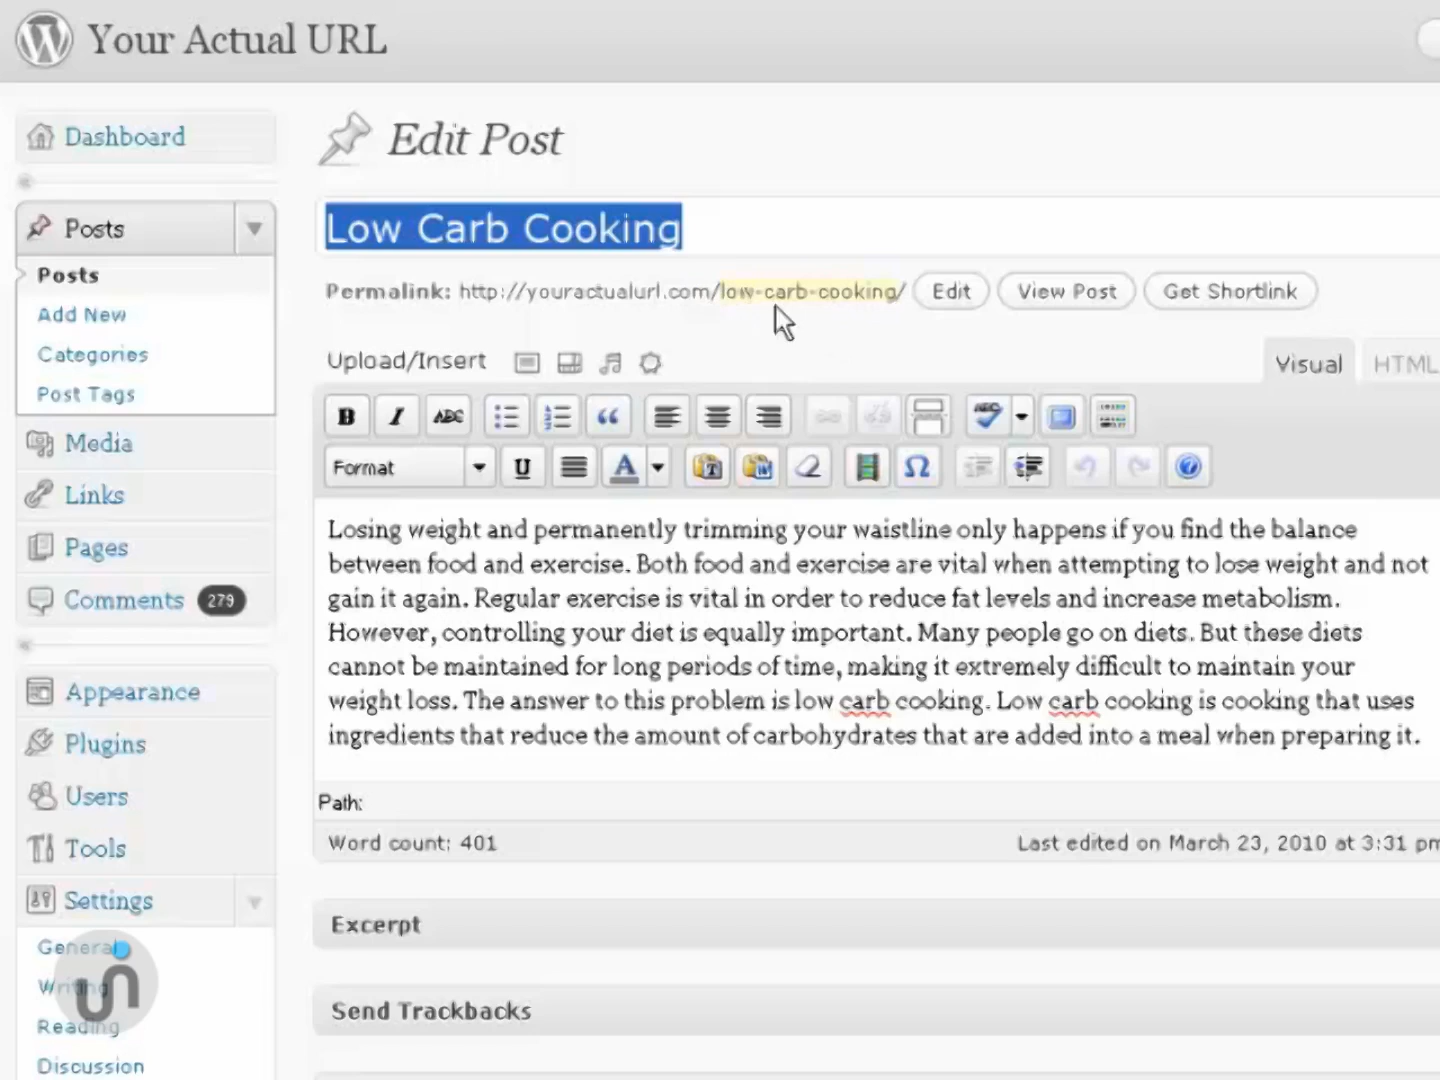 Your Actual URL
Dashboard
Edit Post
Posts
Low Carb Cooking
Posts
Permalink: http://youractualurl.com/low-carb-cooking/ Edit View Post Get Shortlink
Add New
Categories
Upload/Insert
Visual HTML
Post Tags
B I ABC
ABC
Media
Format
U A
T W Ω ?
Links
Losing weight and permanently trimming your waistline only happens if you find the balance
between food and exercise. Both food and exercise are vital when attempting to lose weight and not
gain it again. Regular exercise is vital in order to reduce fat levels and increase metabolism.
However, controlling your diet is equally important. Many people go on diets. But these diets
cannot be maintained for long periods of time, making it extremely difficult to maintain your
weight loss. The answer to this problem is low carb cooking. Low carb cooking is cooking that uses
ingredients that reduce the amount of carbohydrates that are added into a meal when preparing it.
Pages
Comments 279
Appearance
Plugins
Users
Path:
Tools
Word count: 401
Last edited on March 23, 2010 at 3:31 pm
Settings
Excerpt
General
Writing
Send Trackbacks
Reading
Discussion